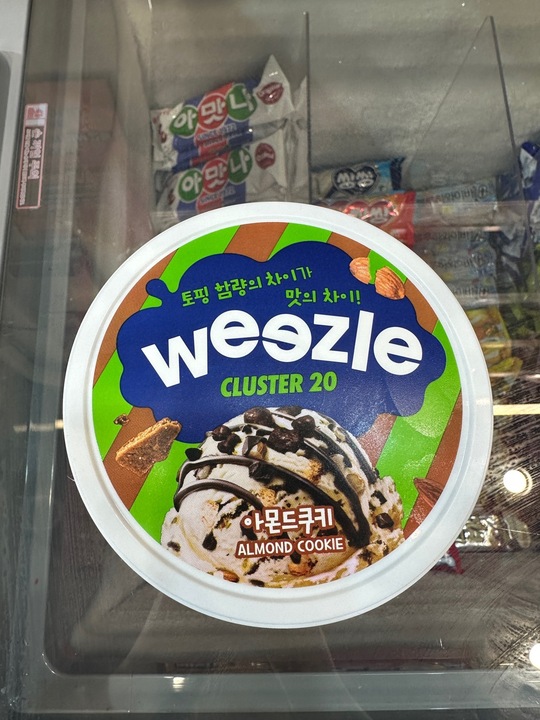 아맛나
아맛나
토핑 함량의 차이가
맛의 차이!
weezle
CLUSTER 20
아몬드쿠키
ALMOND COOKIE